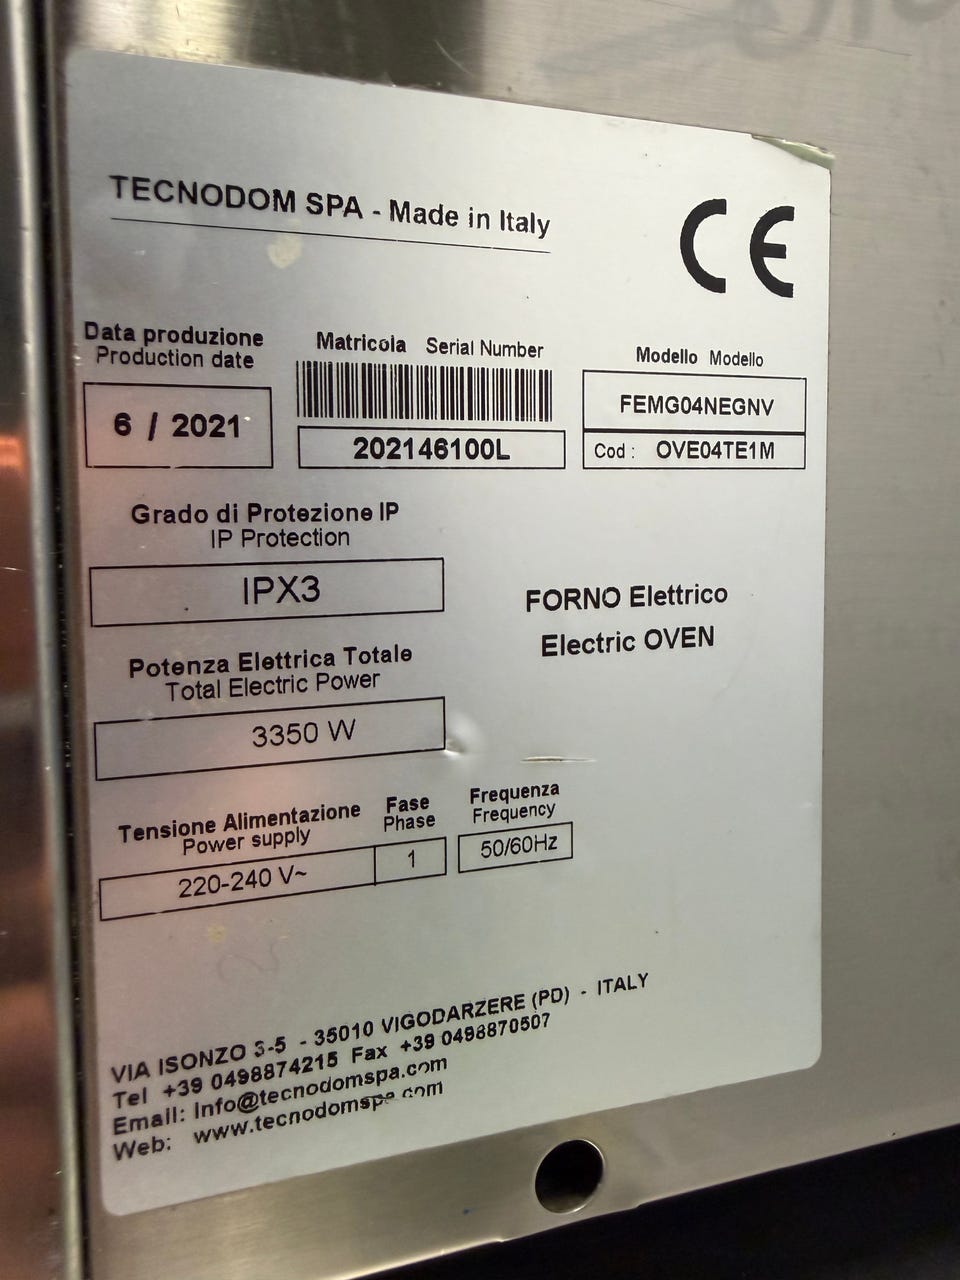 TECNODOM SPA - Made in Italy
CE
Data produzione
Production date
6 / 2021
Matricola Serial Number
202146100L
Modello Modello
FEMG04NEGNV
Cod : OVE04TE1M
Grado di Protezione IP
IP Protection
IPX3
FORNO Elettrico
Electric OVEN
Potenza Elettrica Totale
Total Electric Power
3350 W
Tensione Alimentazione
Power supply
220-240 V~
Fase
Phase
1
Frequenza
Frequency
50/60Hz
VIA ISONZO 3-5 - 35010 VIGODARZERE (PD) - ITALY
Tel +39 0498874215 Fax +39 0498870507
Email: Info@tecnodomspa.com
Web: www.tecnodomspa.com